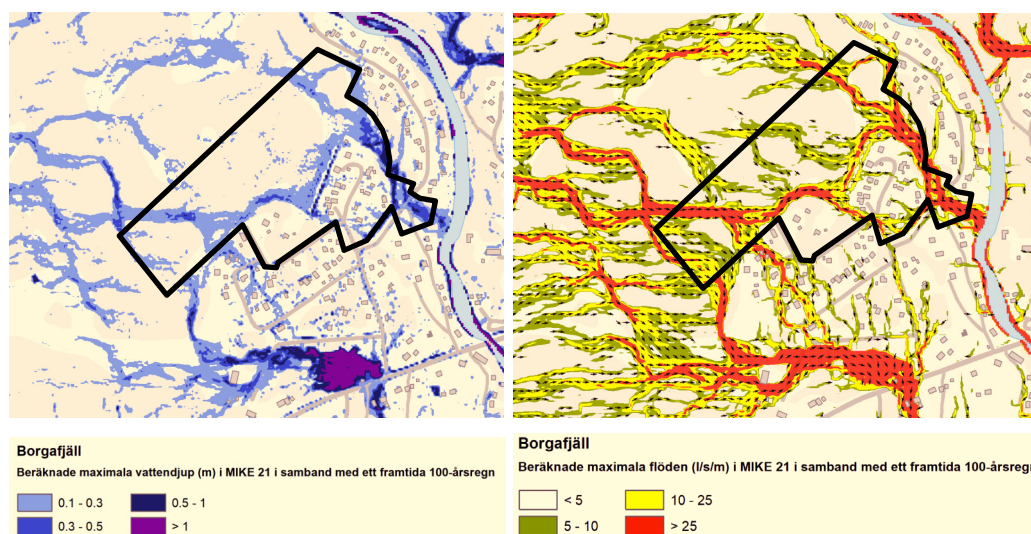 Borgafjäll
Beräknade maximala vattendjup (m) i MIKE 21 i samband med ett framtida 100-årsregn
0.1 - 0.3
0.5 - 1
0.3 - 0.5
> 1
Borgafjäll
Beräknade maximala flöden (l/s/m) i MIKE 21 i samband med ett framtida 100-årsregn
< 5
10 - 25
5 - 10
> 25